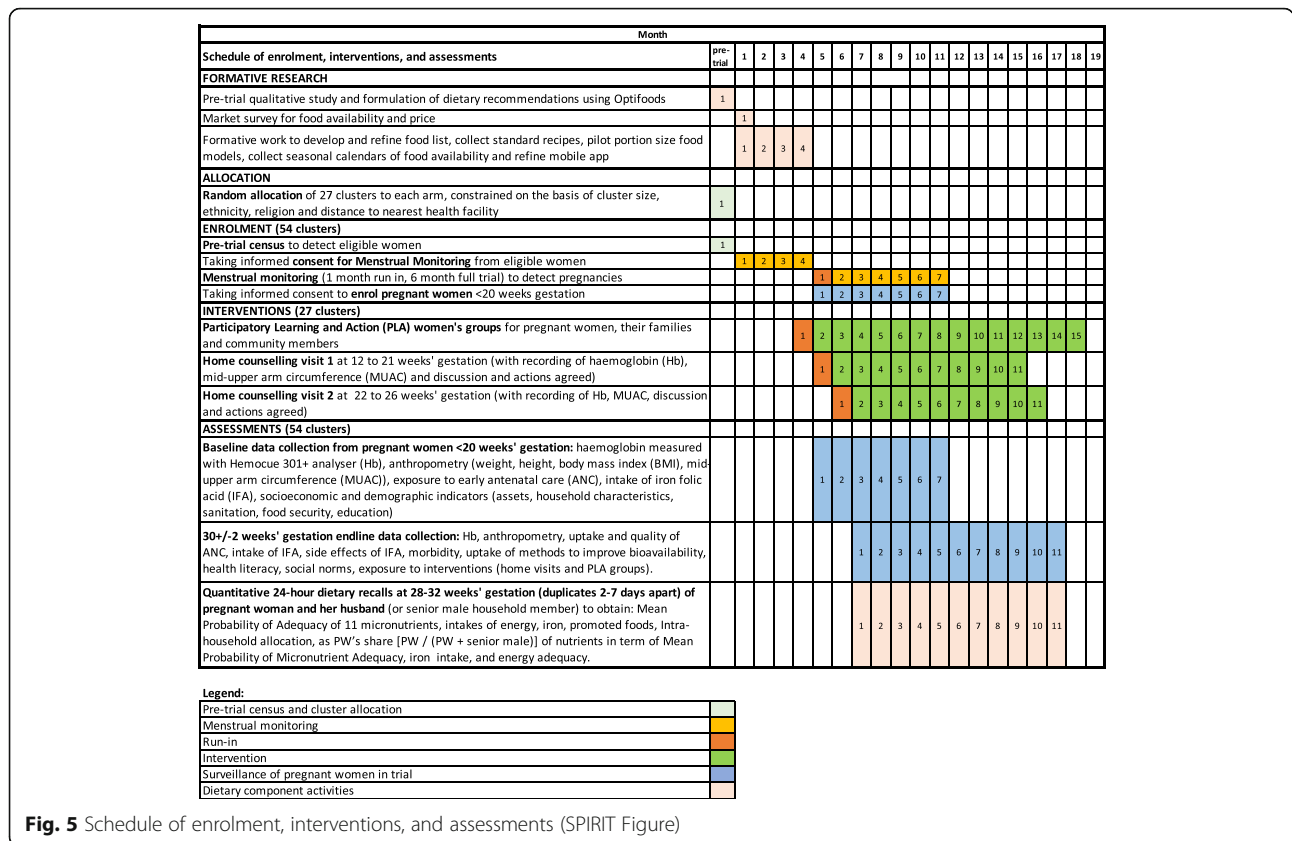 Month
Schedule of enrolment, interventions, and assessments pre-trial 1 2 3 4 5 6 7 8 9 10 11 12 13 14 15 16 17 18 19
FORMATIVE RESEARCH
Pre-trial qualitative study and formulation of dietary recommendations using Optifoods 1
Market survey for food availability and price 1
Formative work to develop and refine food list, collect standard recipes, pilot portion size food
models, collect seasonal calendars of food availability and refine mobile app 1 2 3 4
ALLOCATION
Random allocation of 27 clusters to each arm, constrained on the basis of cluster size,
ethnicity, religion and distance to nearest health facility 1
ENROLMENT (54 clusters)
Pre-trial census to detect eligible women 1
Taking informed consent for Menstrual Monitoring from eligible women 1 2 3 4
Menstrual monitoring (1 month run in, 6 month full trial) to detect pregnancies 1 2 3 4 5 6 7
Taking informed consent to enrol pregnant women <20 weeks gestation 1 2 3 4 5 6 7
INTERVENTIONS (27 clusters)
Participatory Learning and Action (PLA) women's groups for pregnant women, their families
and community members 1 2 3 4 5 6 7 8 9 10 11 12 13 14 15
Home counselling visit 1 at 12 to 21 weeks' gestation (with recording of haemoglobin (Hb),
mid-upper arm circumference (MUAC) and discussion and actions agreed) 1 2 3 4 5 6 7 8 9 10 11
Home counselling visit 2 at 22 to 26 weeks' gestation (with recording of Hb, MUAC, discussion
and actions agreed) 1 2 3 4 5 6 7 8 9 10 11
ASSESSMENTS (54 clusters)
Baseline data collection from pregnant women <20 weeks' gestation: haemoglobin measured
with Hemocue 301+ analyser (Hb), anthropometry (weight, height, body mass index (BMI), mid-
upper arm circumference (MUAC)), exposure to early antenatal care (ANC), intake of iron folic
acid (IFA), socioeconomic and demographic indicators (assets, household characteristics,
sanitation, food security, education) 1 2 3 4 5 6 7
30+/-2 weeks' gestation endline data collection: Hb, anthropometry, uptake and quality of
ANC, intake of IFA, side effects of IFA, morbidity, uptake of methods to improve bioavailability,
health literacy, social norms, exposure to interventions (home visits and PLA groups). 1 2 3 4 5 6 7 8 9 10 11
Quantitative 24-hour dietary recalls at 28-32 weeks' gestation (duplicates 2-7 days apart) of
pregnant woman and her husband (or senior male household member) to obtain: Mean
Probability of Adequacy of 11 micronutrients, intakes of energy, iron, promoted foods, Intra-
household allocation, as PW's share [PW / (PW + senior male)] of nutrients in term of Mean
Probability of Micronutrient Adequacy, iron intake, and energy adequacy. 1 2 3 4 5 6 7 8 9 10 11
Legend:
Pre-trial census and cluster allocation
Menstrual monitoring
Run-in
Intervention
Surveillance of pregnant women in trial
Dietary component activities
Fig. 5 Schedule of enrolment, interventions, and assessments (SPIRIT Figure)